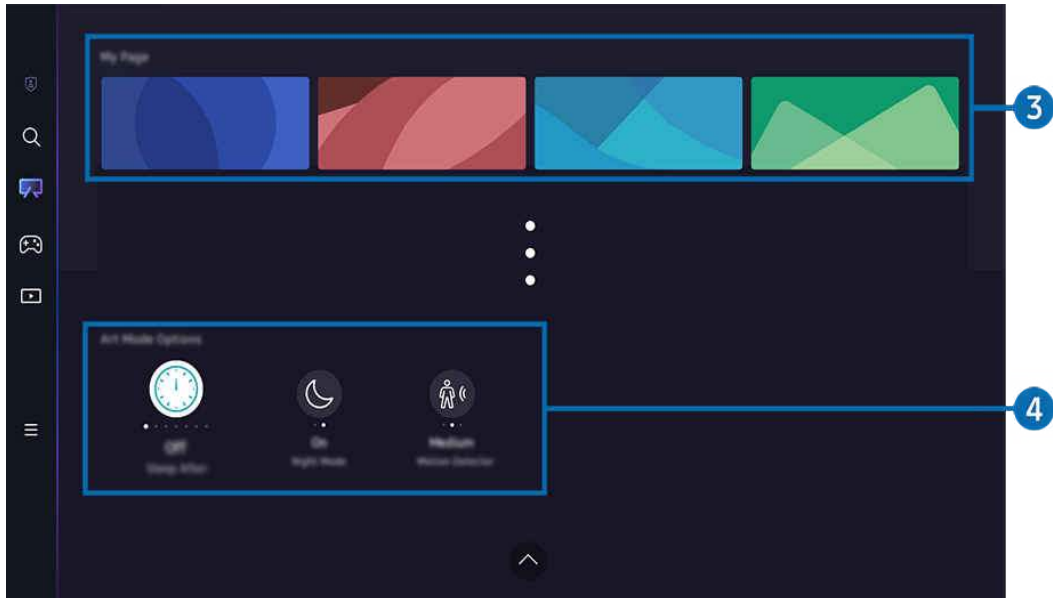 My Page
3
Art Mode Options
4
Off
On
Medium
Sleep After
Night Mode
Motion Detector